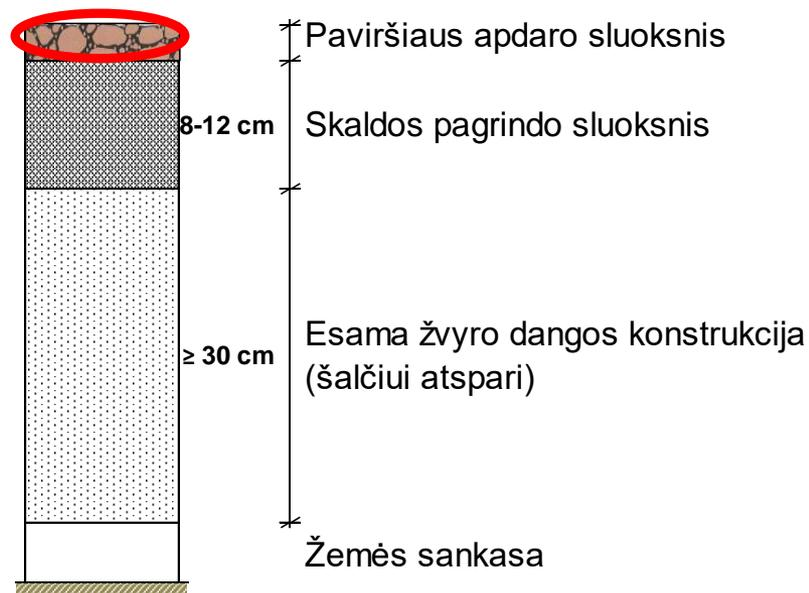 Paviršiaus apdaro sluoksnis
8-12 cm
Skaldos pagrindo sluoksnis
≥ 30 cm
Esama žvyro dangos konstrukcija
(šalčiui atspari)
Žemės sankasa